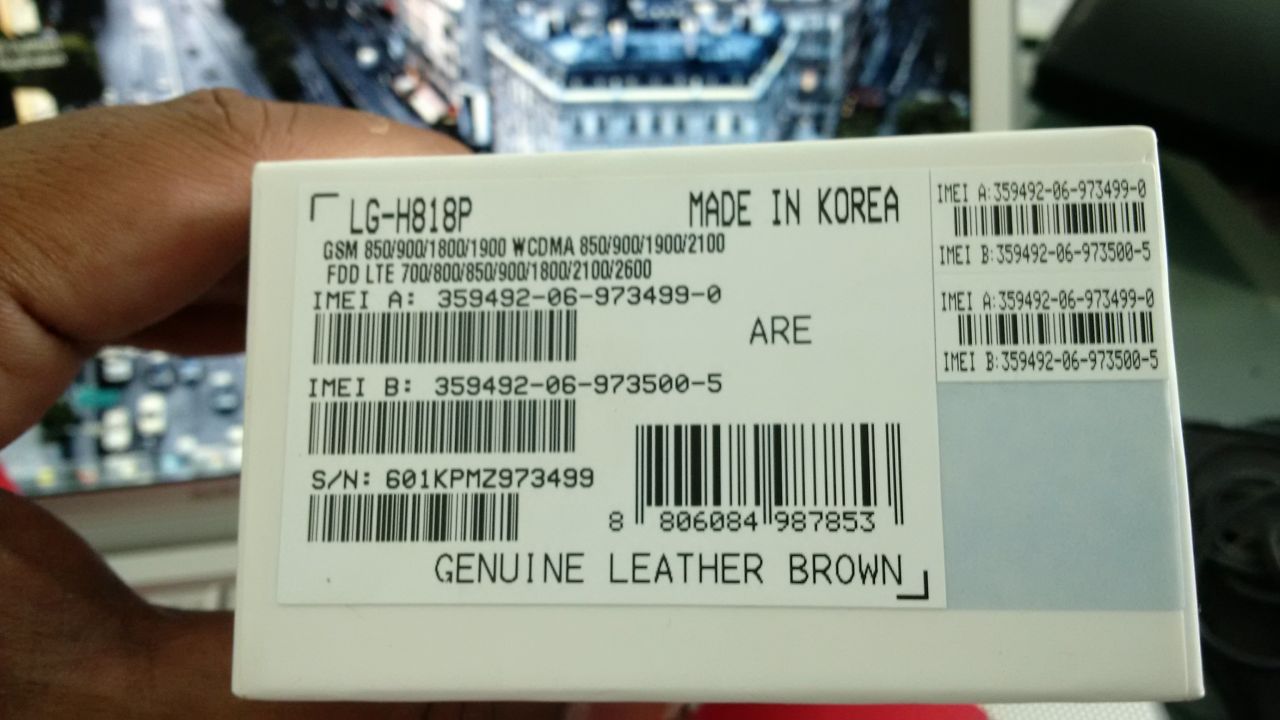 LG-H818P
MADE IN KOREA
GSM 850/900/1800/1900 WCDMA 850/900/1900/2100
FDD LTE 700/800/850/900/1800/2100/2600
IMEI A: 359492-06-973499-0
ARE
IMEI B: 359492-06-973500-5
S/N: 601KPMZ973499
8 806084 987853
GENUINE LEATHER BROWN
IMEI A:359492-06-973499-0
IMEI B:359492-06-973500-5
IMEI A:359492-06-973499-0
IMEI B:359492-06-973500-5